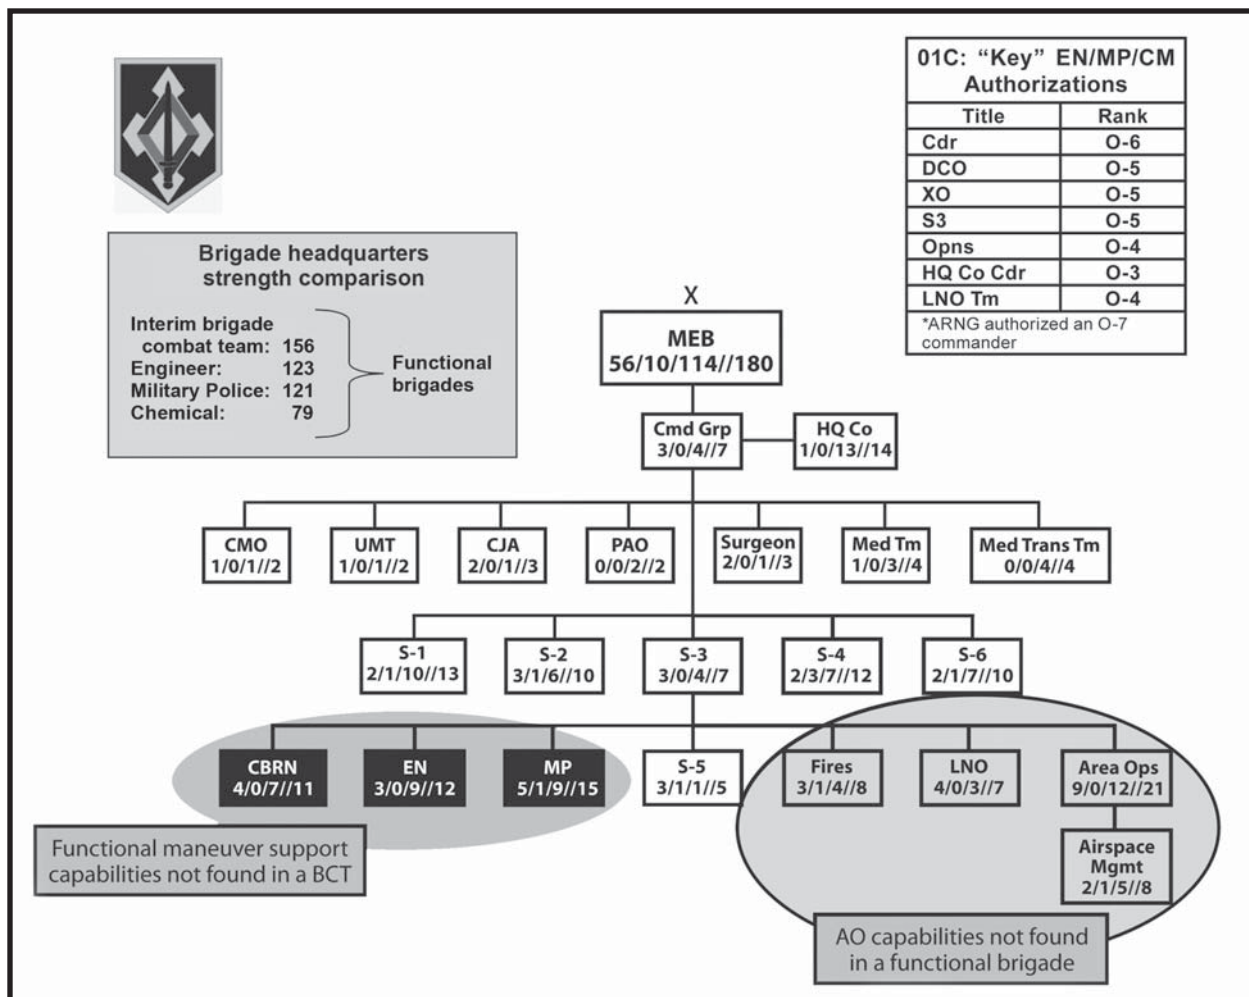 01C: “Key” EN/MP/CM
Authorizations
Title Rank
Cdr O-6
DCO O-5
XO O-5
S3 O-5
Opns O-4
HQ Co Cdr O-3
LNO Tm O-4
*ARNG authorized an O-7
commander
Brigade headquarters
strength comparison
Interim brigade
combat team: 156
Engineer: 123
Military Police: 121
Chemical: 79
Functional
brigades
X
MEB
56/10/114//180
Cmd Grp
3/0/4//7
HQ Co
1/0/13//14
CMO
1/0/1//2
UMT
1/0/1//2
CJA
2/0/1//3
PAO
0/0/2//2
Surgeon
2/0/1//3
Med Tm
1/0/3//4
Med Trans Tm
0/0/4//4
S-1
2/1/10//13
S-2
3/1/6//10
S-3
3/0/4//7
S-4
2/3/7//12
S-6
2/1/7//10
CBRN
4/0/7//11
EN
3/0/9//12
MP
5/1/9//15
S-5
3/1/1//5
Fires
3/1/4//8
LNO
4/0/3//7
Area Ops
9/0/12//21
Airspace
Mgmt
2/1/5//8
Functional maneuver support
capabilities not found in a BCT
AO capabilities not found
in a functional brigade